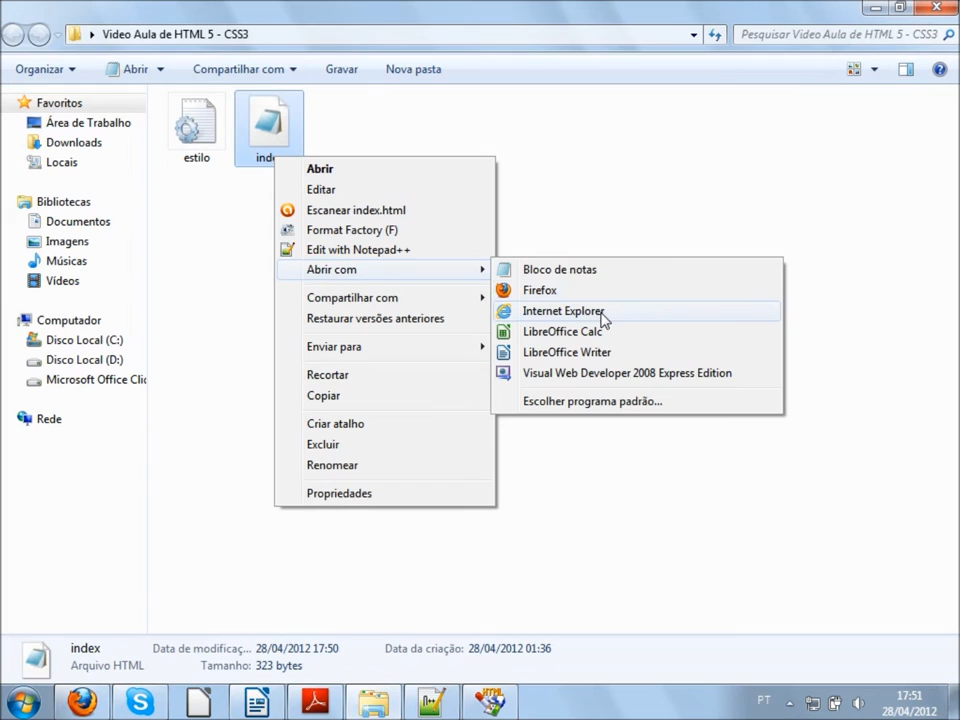 Video Aula de HTML 5 - CSS3
Pesquisar Video Aula de HTML 5 - CSS3
Organizar
Abrir
Compartilhar com
Gravar
Nova pasta
Favoritos
Área de Trabalho
Downloads
Locais
Bibliotecas
Documentos
Imagens
Músicas
Vídeos
Computador
Disco Local (C:)
Disco Local (D:)
Microsoft Office Clic
Rede
estilo
Abrir
Editar
Escanear index.html
Format Factory (F)
Edit with Notepad++
Abrir com
Compartilhar com
Restaurar versões anteriores
Enviar para
Recortar
Copiar
Criar atalho
Excluir
Renomear
Propriedades
Bloco de notas
Firefox
Internet Explorer
LibreOffice Calc
LibreOffice Writer
Visual Web Developer 2008 Express Edition
Escolher programa padrão...
index
Data de modificaç... 28/04/2012 17:50
Data da criação: 28/04/2012 01:36
Arquivo HTML
Tamanho: 323 bytes
HTML
PT
17:51
28/04/2012